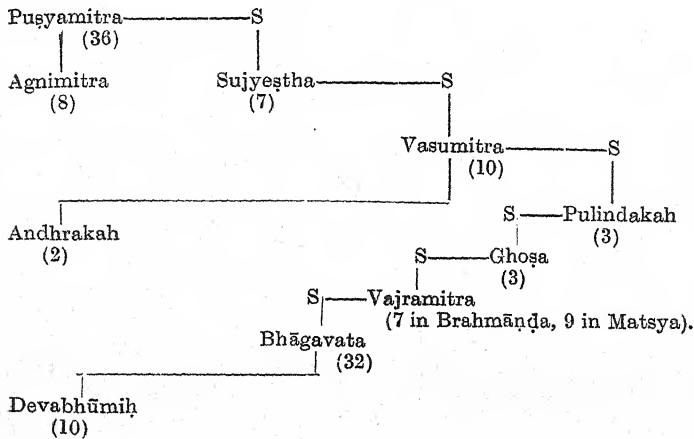 Puṣyamitra S
(36)
Agnimitra Sujyeṣtha S
(8) (7)
Vasumitra S
(10)
S Pulindakah
Andhrakah (3)
(2) S Ghoṣa
(3)
S Vajramitra
(7 in Brahmāṇḍa, 9 in Matsya).
Bhāgavata
(32)
Devabhūmiḥ
(10)